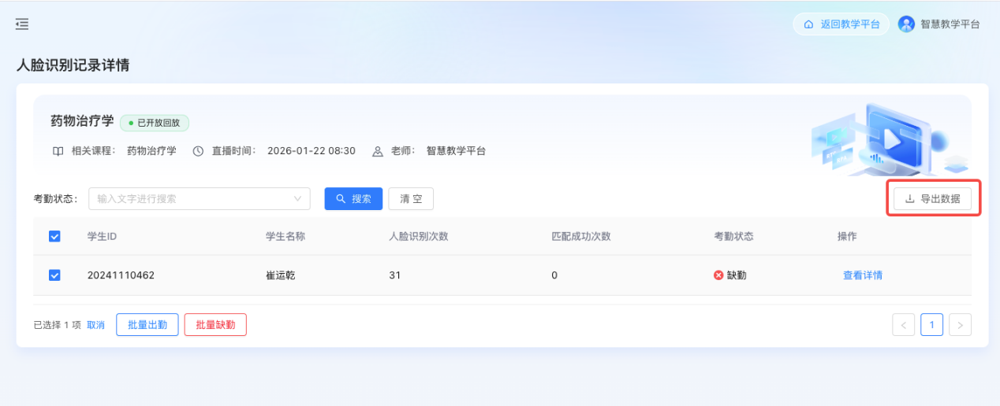 返回教学平台 智慧教学平台
人脸识别记录详情
药物治疗学 已开放回放
相关课程: 药物治疗学 直播时间: 2026-01-22 08:30 老师: 智慧教学平台
考勤状态: 输入文字进行搜索 搜索 清 空 导出数据
学生ID 学生名称 人脸识别次数 匹配成功次数 考勤状态 操作
20241110462 崔运乾 31 0 缺勤 查看详情
已选择 1 项 取消 批量出勤 批量缺勤 < 1 >